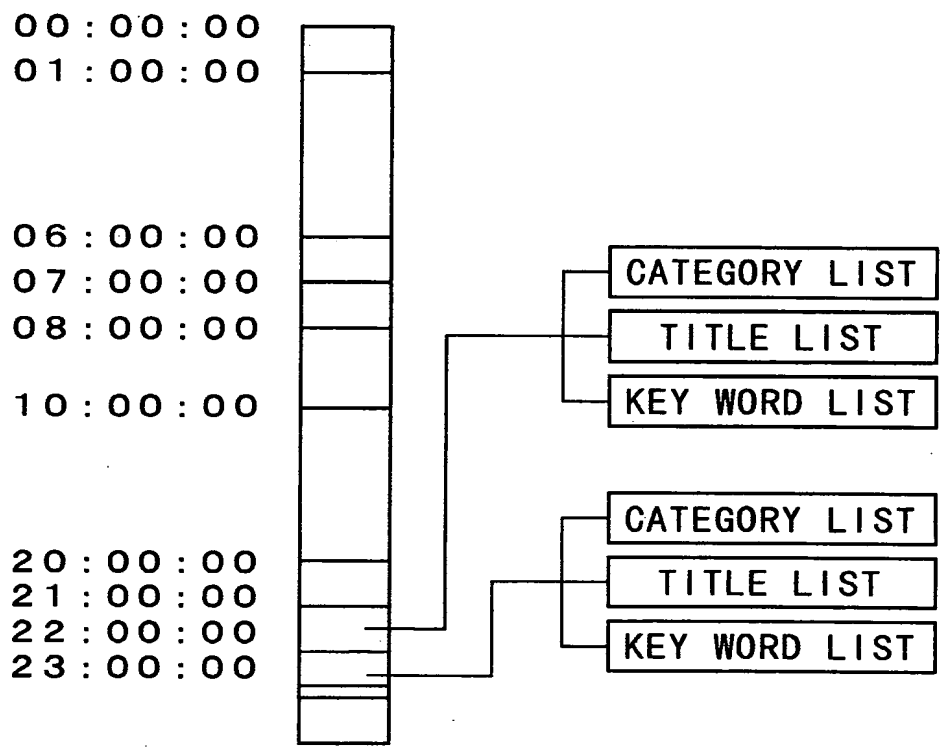 00:00:00
01:00:00
06:00:00
07:00:00
08:00:00
10:00:00
20:00:00
21:00:00
22:00:00
23:00:00
CATEGORY LIST
TITLE LIST
KEY WORD LIST
CATEGORY LIST
TITLE LIST
KEY WORD LIST